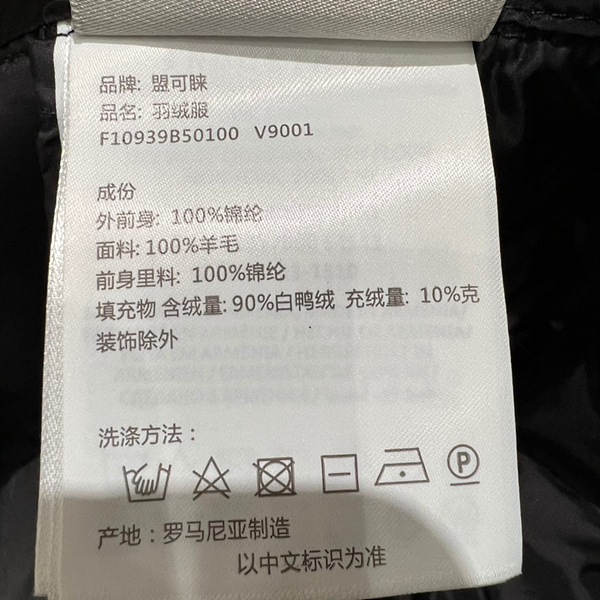 品牌: 盟可睐
品名: 羽绒服
F10939B50100 V9001
成份
外前身: 100%锦纶
面料: 100%羊毛
前身里料: 100%锦纶
填充物 含绒量: 90%白鸭绒 充绒量: 10%克
装饰除外
洗涤方法：
P
产地：罗马尼亚制造
以中文标识为准